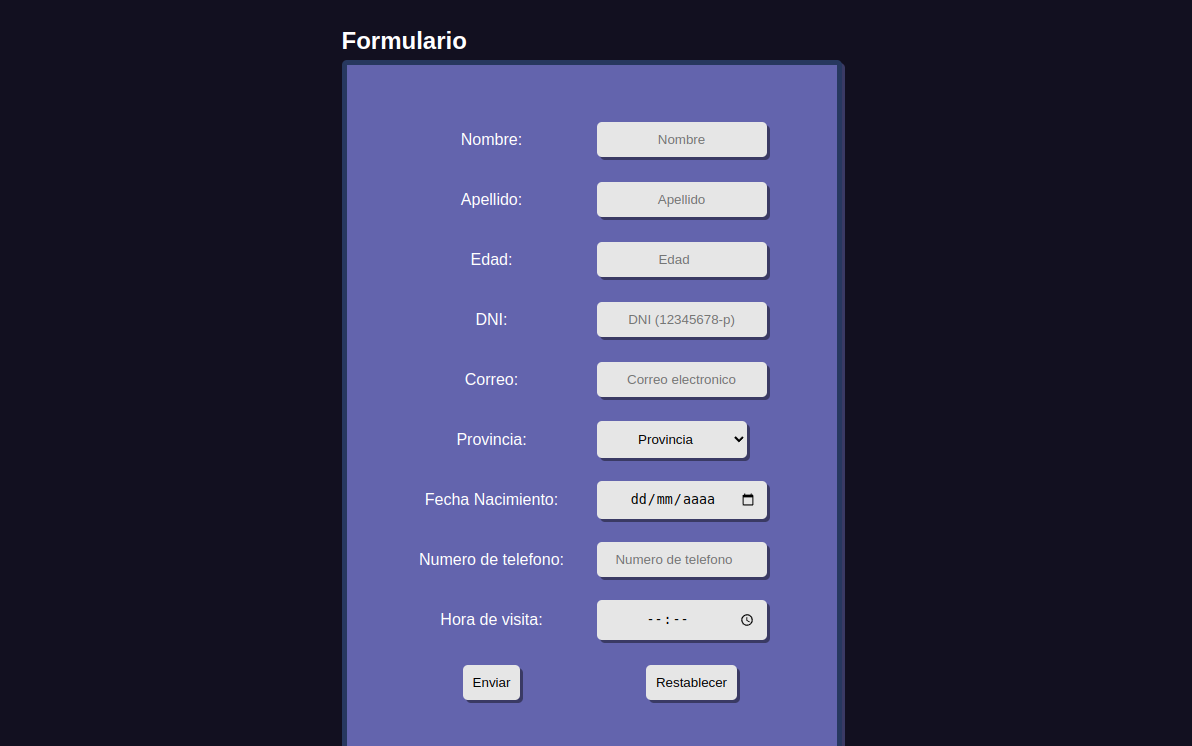 Formulario
Nombre: Nombre
Apellido: Apellido
Edad: Edad
DNI: DNI (12345678-p)
Correo: Correo electronico
Provincia: Provincia
Fecha Nacimiento: dd/mm/aaaa
Numero de telefono: Numero de telefono
Hora de visita: --:--
Enviar Restablecer